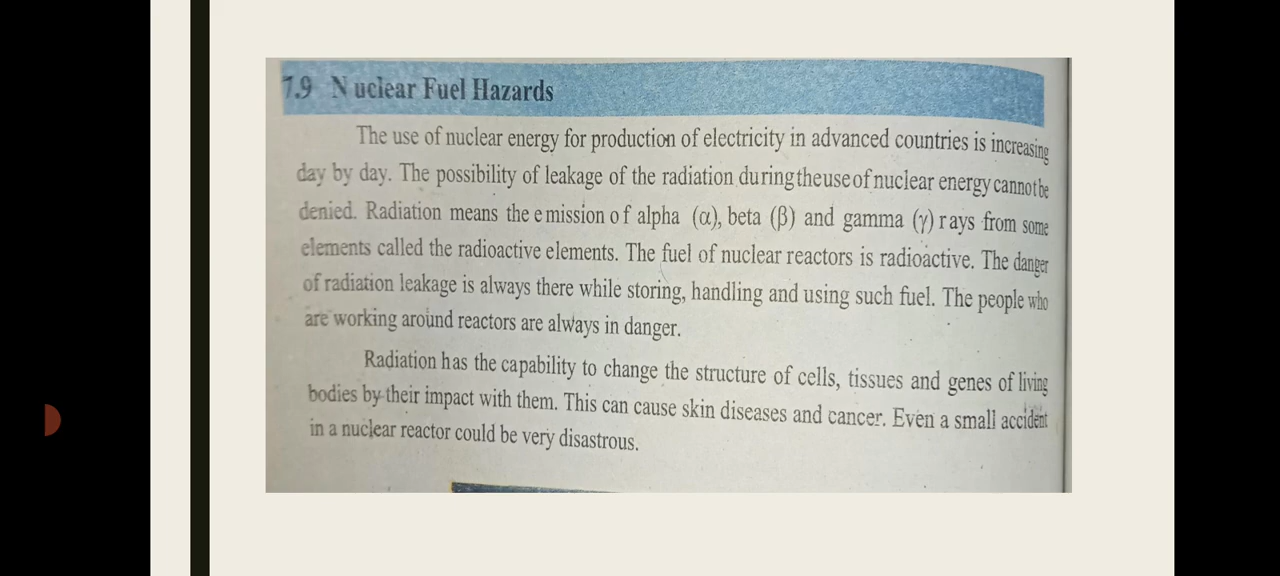 7.9 Nuclear Fuel Hazards
The use of nuclear energy for production of electricity in advanced countries is increasing
day by day. The possibility of leakage of the radiation during the use of nuclear energy cannot be
denied. Radiation means the emission of alpha (α), beta (β) and gamma (γ) rays from some
elements called the radioactive elements. The fuel of nuclear reactors is radioactive. The danger
of radiation leakage is always there while storing, handling and using such fuel. The people who
are working around reactors are always in danger.
Radiation has the capability to change the structure of cells, tissues and genes of living
bodies by their impact with them. This can cause skin diseases and cancer. Even a small accident
in a nuclear reactor could be very disastrous.